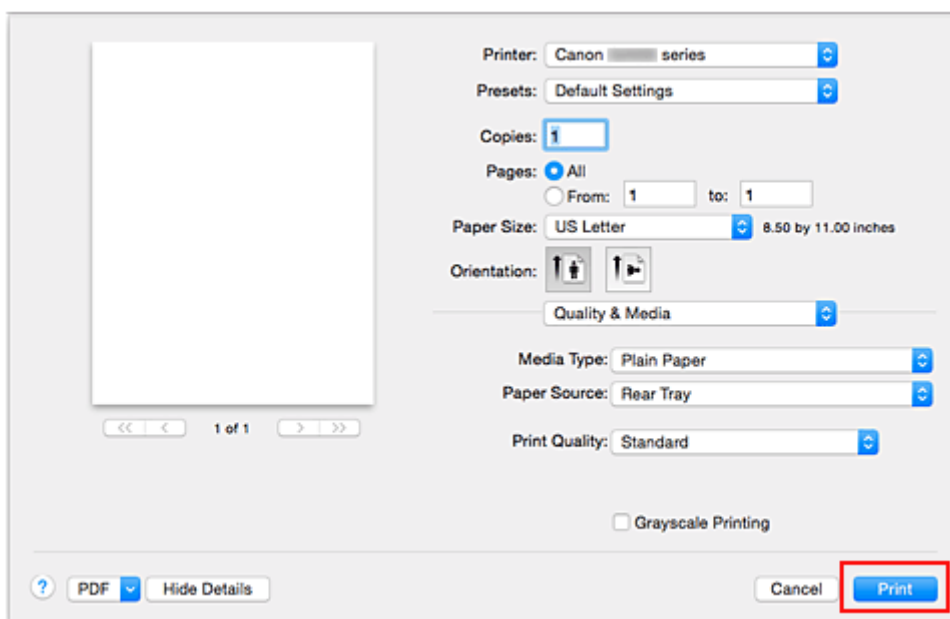 Printer: Canon series
Presets: Default Settings
Copies: 1
Pages: All
From: 1 to: 1
Paper Size: US Letter 8.50 by 11.00 inches
Orientation:
Quality & Media
Media Type: Plain Paper
Paper Source: Rear Tray
<< < 1 of 1 > >>
Print Quality: Standard
Grayscale Printing
? PDF Hide Details Cancel Print